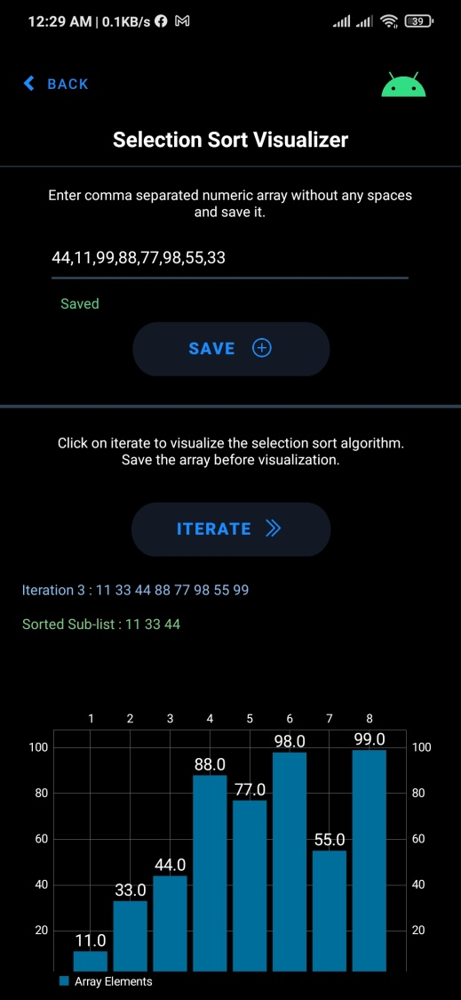 12:29 AM | 0.1KB/s
39
BACK
Selection Sort Visualizer
Enter comma separated numeric array without any spaces
and save it.
44,11,99,88,77,98,55,33
Saved
SAVE
Click on iterate to visualize the selection sort algorithm.
Save the array before visualization.
ITERATE
Iteration 3 : 11 33 44 88 77 98 55 99
Sorted Sub-list : 11 33 44
1 2 3 4 5 6 7 8
100 98.0 99.0 100
88.0
80 77.0 80
60 55.0 60
44.0
40 33.0 40
20 11.0 20
Array Elements